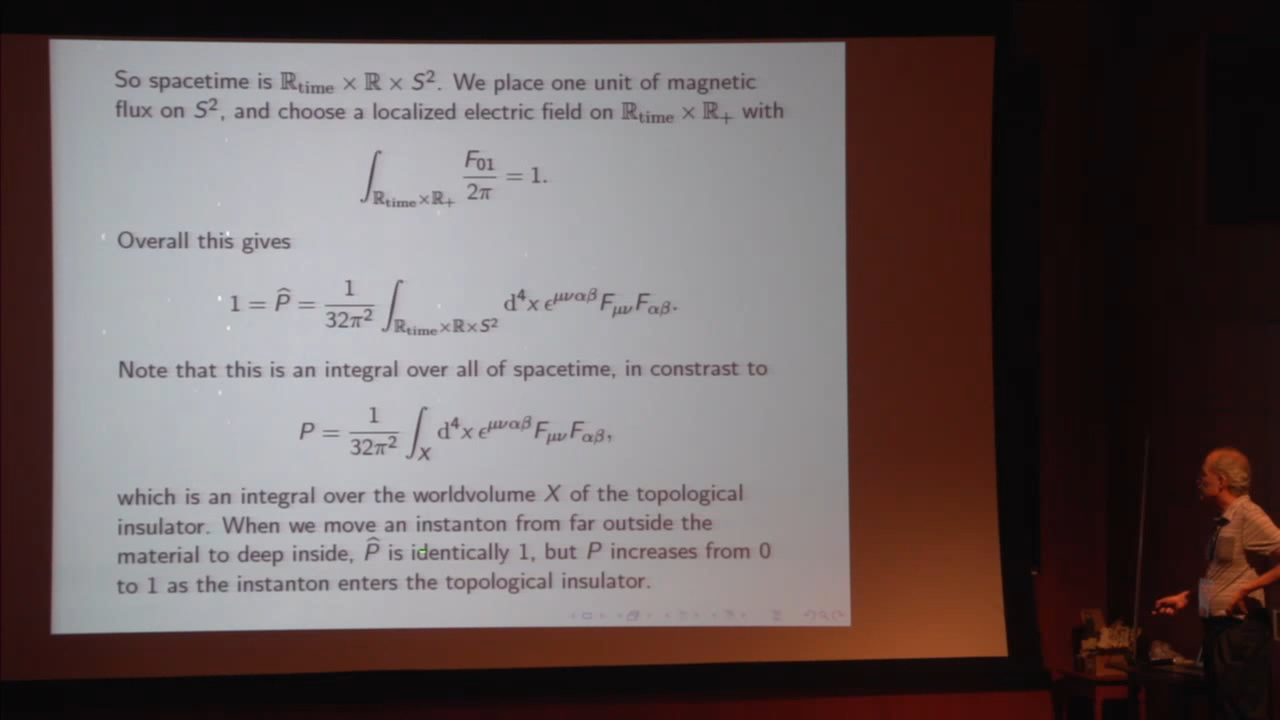 So spacetime is ℝ_time × ℝ × S². We place one unit of magnetic
flux on S², and choose a localized electric field on ℝ_time × ℝ₊ with
∫_{ℝ_time×ℝ₊} F₀₁/2π = 1.
Overall this gives
1 = P̂ = 1/32π² ∫_{ℝ_time×ℝ×S²} d⁴x ϵ^{μναβ}F_{μν}F_{αβ}.
Note that this is an integral over all of spacetime, in constrast to
P = 1/32π² ∫_X d⁴x ϵ^{μναβ}F_{μν}F_{αβ},
which is an integral over the worldvolume X of the topological
insulator. When we move an instanton from far outside the
material to deep inside, P̂ is identically 1, but P increases from 0
to 1 as the instanton enters the topological insulator.